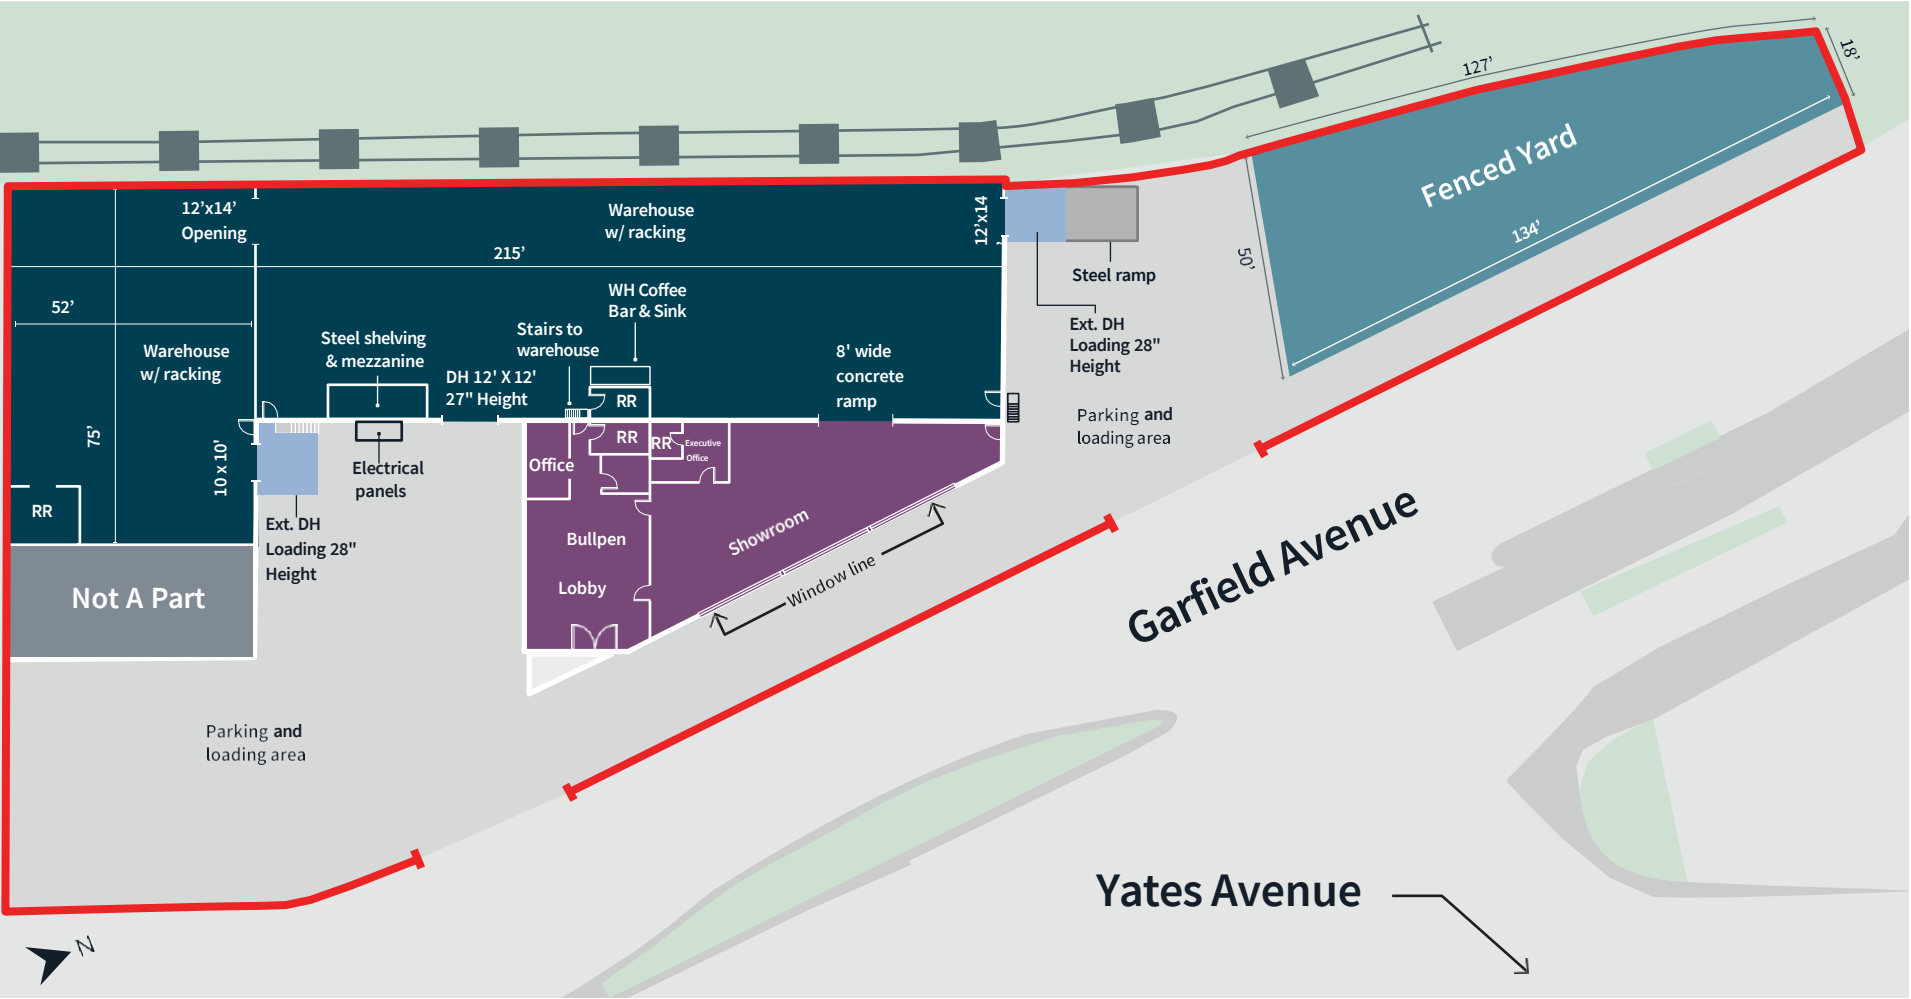 127’
18’
Fenced Yard
134’
50’
12’x14’
Opening
Warehouse
w/ racking
12’x14
’
215’
Steel ramp
52’
WH Coffee
Bar & Sink
Steel shelving
& mezzanine
Stairs to
warehouse
Ext. DH
Loading 28"
Height
Warehouse
w/ racking
8' wide
concrete
ramp
DH 12' X 12'
27" Height
RR
Parking and
loading area
75’
10 x 10'
RR
RR
Executive
Office
Office
Electrical
panels
RR
Ext. DH
Loading 28"
Height
Bullpen
Showroom
Lobby
Window line
Not A Part
Garfield Avenue
Parking and
loading area
Yates Avenue
N